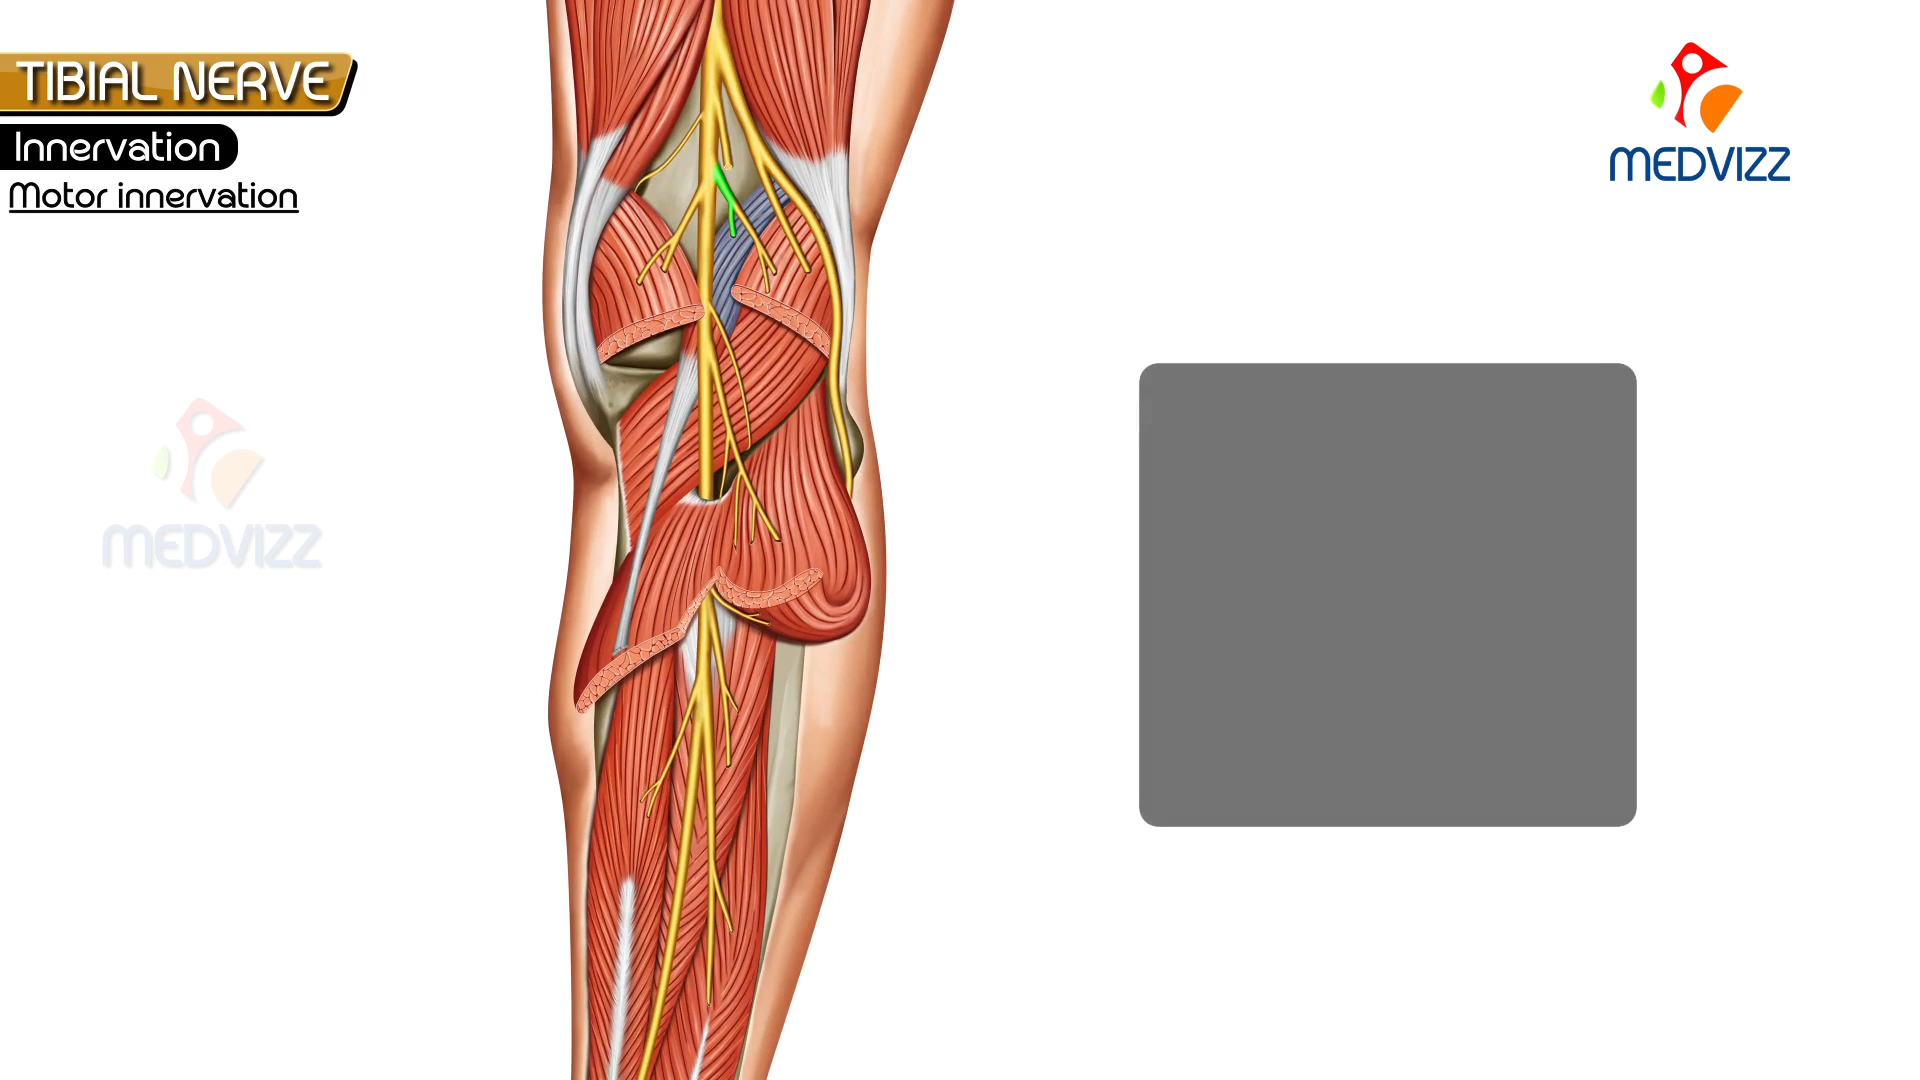 TIBIAL NERVE
Innervation
Motor innervation
MEDVIZZ
MEDVIZZ